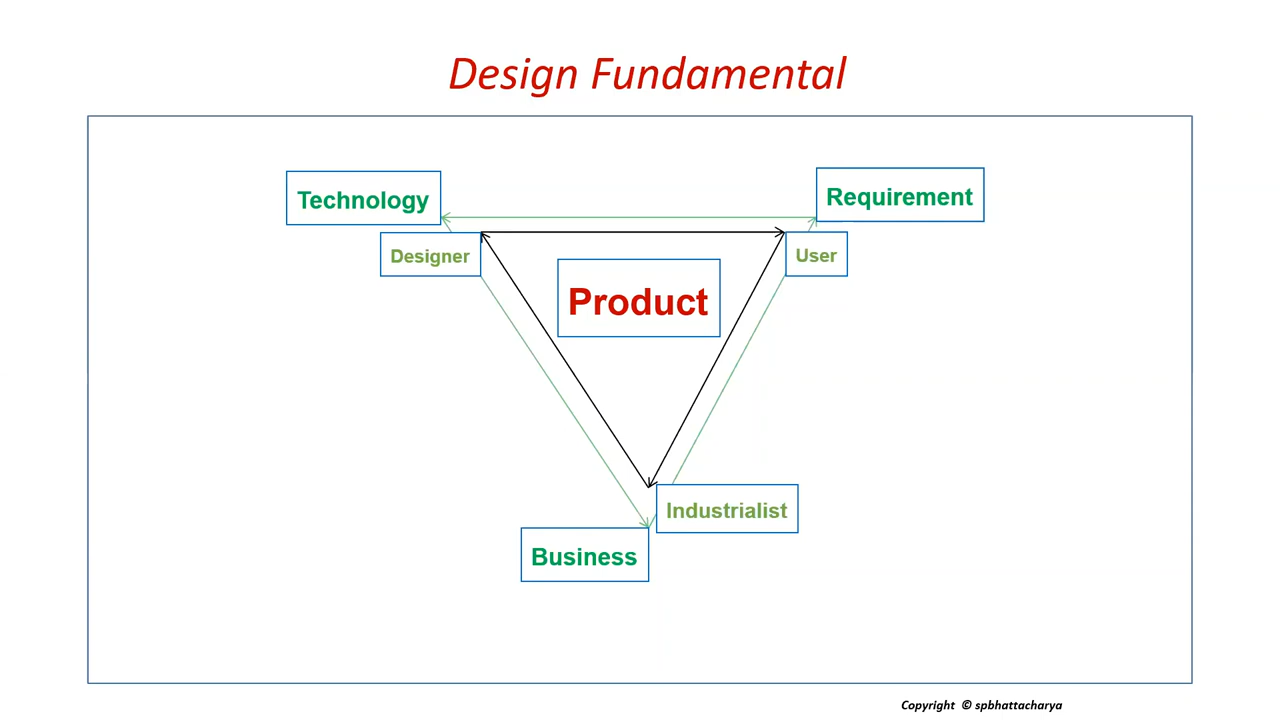 Design Fundamental
Technology
Requirement
Designer
User
Product
Industrialist
Business
Copyright © spbhattacharya